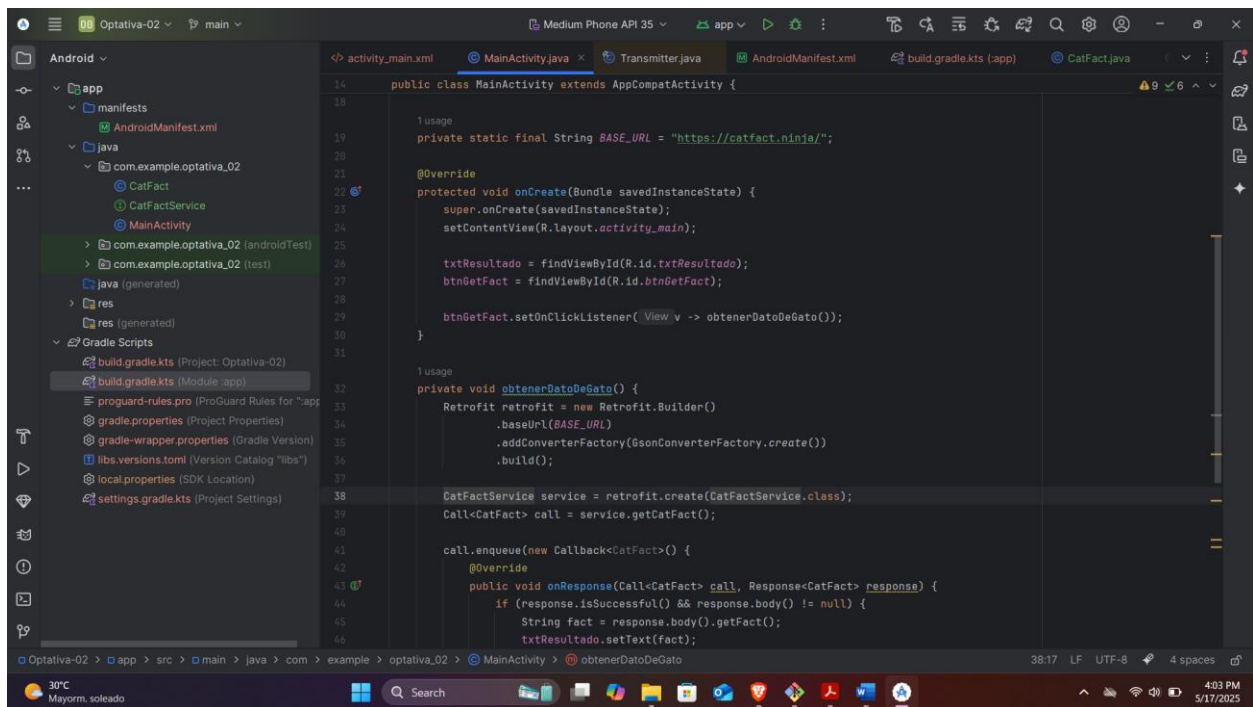 Optativa-02
main
Medium Phone API 35
app
Android
activity_main.xml
MainActivity.java
Transmitter.java
AndroidManifest.xml
build.gradle.kts (:app)
CatFact.java
app
manifests
AndroidManifest.xml
java
com.example.optativa_02
CatFact
CatFactService
MainActivity
com.example.optativa_02 (androidTest)
com.example.optativa_02 (test)
java (generated)
res
res (generated)
Gradle Scripts
build.gradle.kts (Project: Optativa-02)
build.gradle.kts (Module :app)
proguard-rules.pro (ProGuard Rules for ":app
gradle.properties (Project Properties)
gradle-wrapper.properties (Gradle Version)
libs.versions.toml (Version Catalog "libs")
local.properties (SDK Location)
settings.gradle.kts (Project Settings)
9 6
14 public class MainActivity extends AppCompatActivity {
18
1 usage
19 private static final String BASE_URL = "https://catfact.ninja/";
20
21 @Override
22 protected void onCreate(Bundle savedInstanceState) {
23 super.onCreate(savedInstanceState);
24 setContentView(R.layout.activity_main);
25
26 txtResultado = findViewById(R.id.txtResultado);
27 btnGetFact = findViewById(R.id.btnGetFact);
28
29 btnGetFact.setOnClickListener( View v -> obtenerDatoDeGato());
30 }
31
1 usage
32 private void obtenerDatoDeGato() {
33 Retrofit retrofit = new Retrofit.Builder()
34 .baseUrl(BASE_URL)
35 .addConverterFactory(GsonConverterFactory.create())
36 .build();
37
38 CatFactService service = retrofit.create(CatFactService.class);
39 Call<CatFact> call = service.getCatFact();
40
41 call.enqueue(new Callback<CatFact>() {
42 @Override
43 public void onResponse(Call<CatFact> call, Response<CatFact> response) {
44 if (response.isSuccessful() && response.body() != null) {
45 String fact = response.body().getFact();
46 txtResultado.setText(fact);
Optativa-02 > app > src > main > java > com > example > optativa_02 > MainActivity > obtenerDatoDeGato
38:17 LF UTF-8 4 spaces
30°C
Mayorm. soleado
Search
4:03 PM
5/17/2025